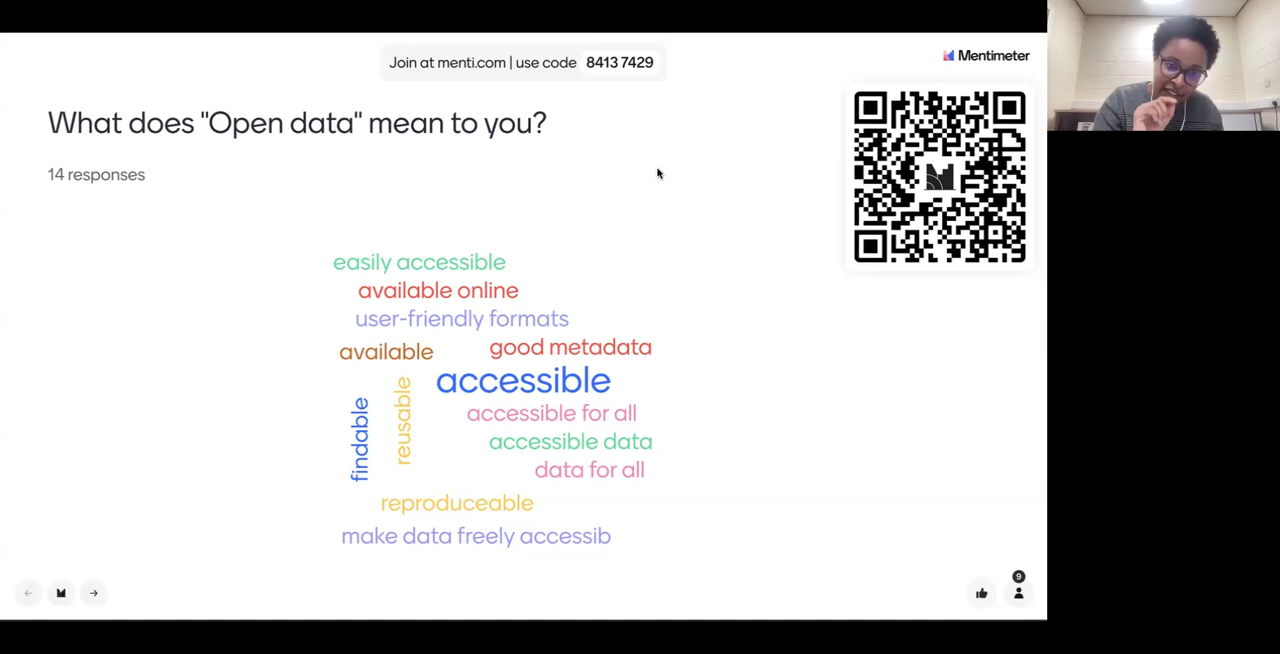 Join at menti.com | use code 8413 7429
Mentimeter
What does "Open data" mean to you?
14 responses
easily accessible
available online
user-friendly formats
available
good metadata
accessible
findable
reusable
accessible for all
accessible data
data for all
reproduceable
make data freely accessib
9